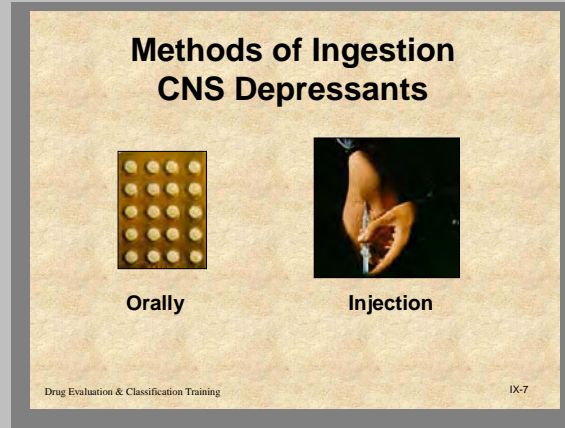 Methods of Ingestion
CNS Depressants
Orally
Injection
Drug Evaluation & Classification Training
IX-7